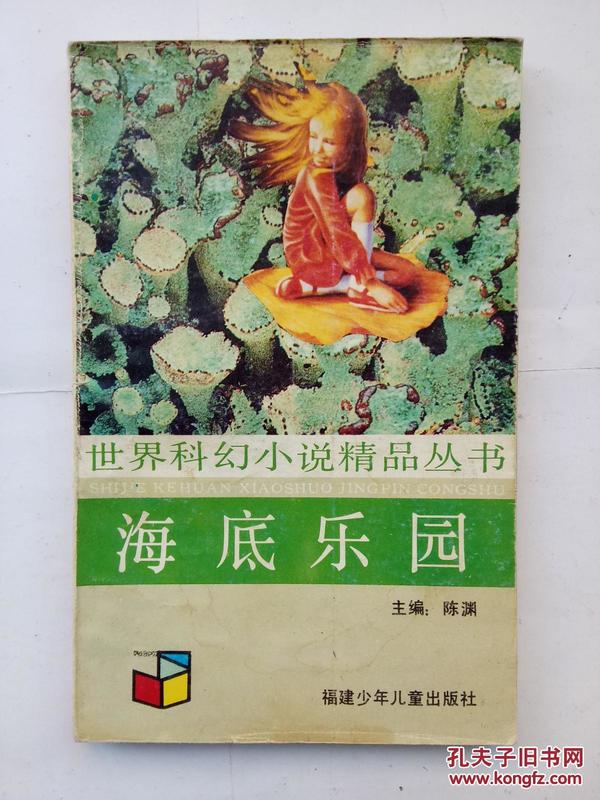 世界科幻小说精品丛书
SHIJIE KEHUAN XIAOSHUO JINGPIN CONGSHU
海底乐园
主编：陈渊
福建少年儿童出版社
孔夫子旧书网
www.kongfz.com